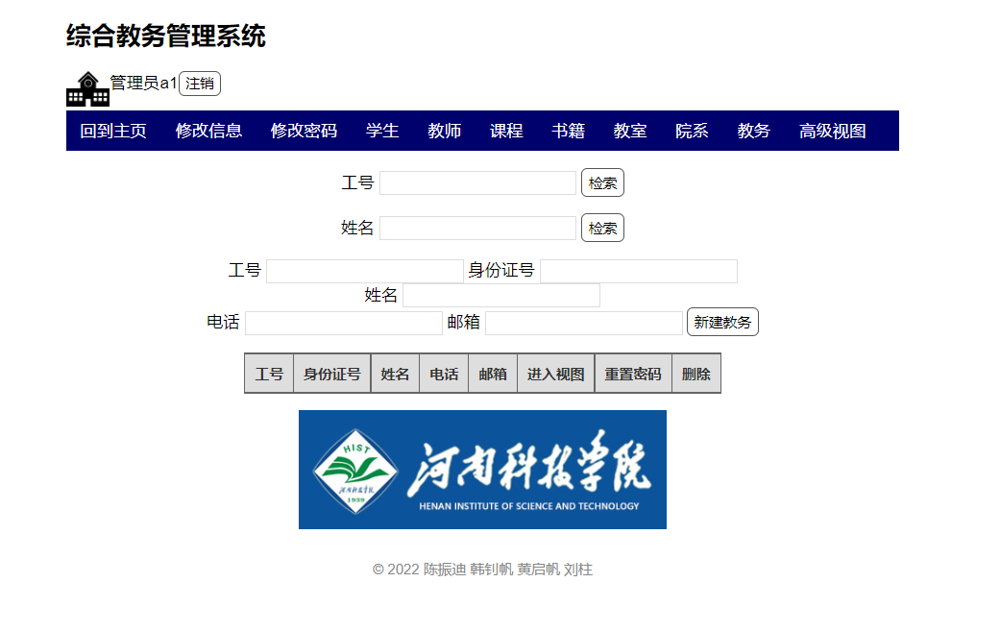 综合教务管理系统
管理员a1 注销
回到主页 修改信息 修改密码 学生 教师 课程 书籍 教室 院系 教务 高级视图
工号 检索
姓名 检索
工号 身份证号
姓名
电话 邮箱 新建教务
工号 身份证号 姓名 电话 邮箱 进入视图 重置密码 删除
HIST
河南科技学院
1939
河南科技学院
HENAN INSTITUTE OF SCIENCE AND TECHNOLOGY
© 2022 陈振迪 韩钊帆 黄启帆 刘柱